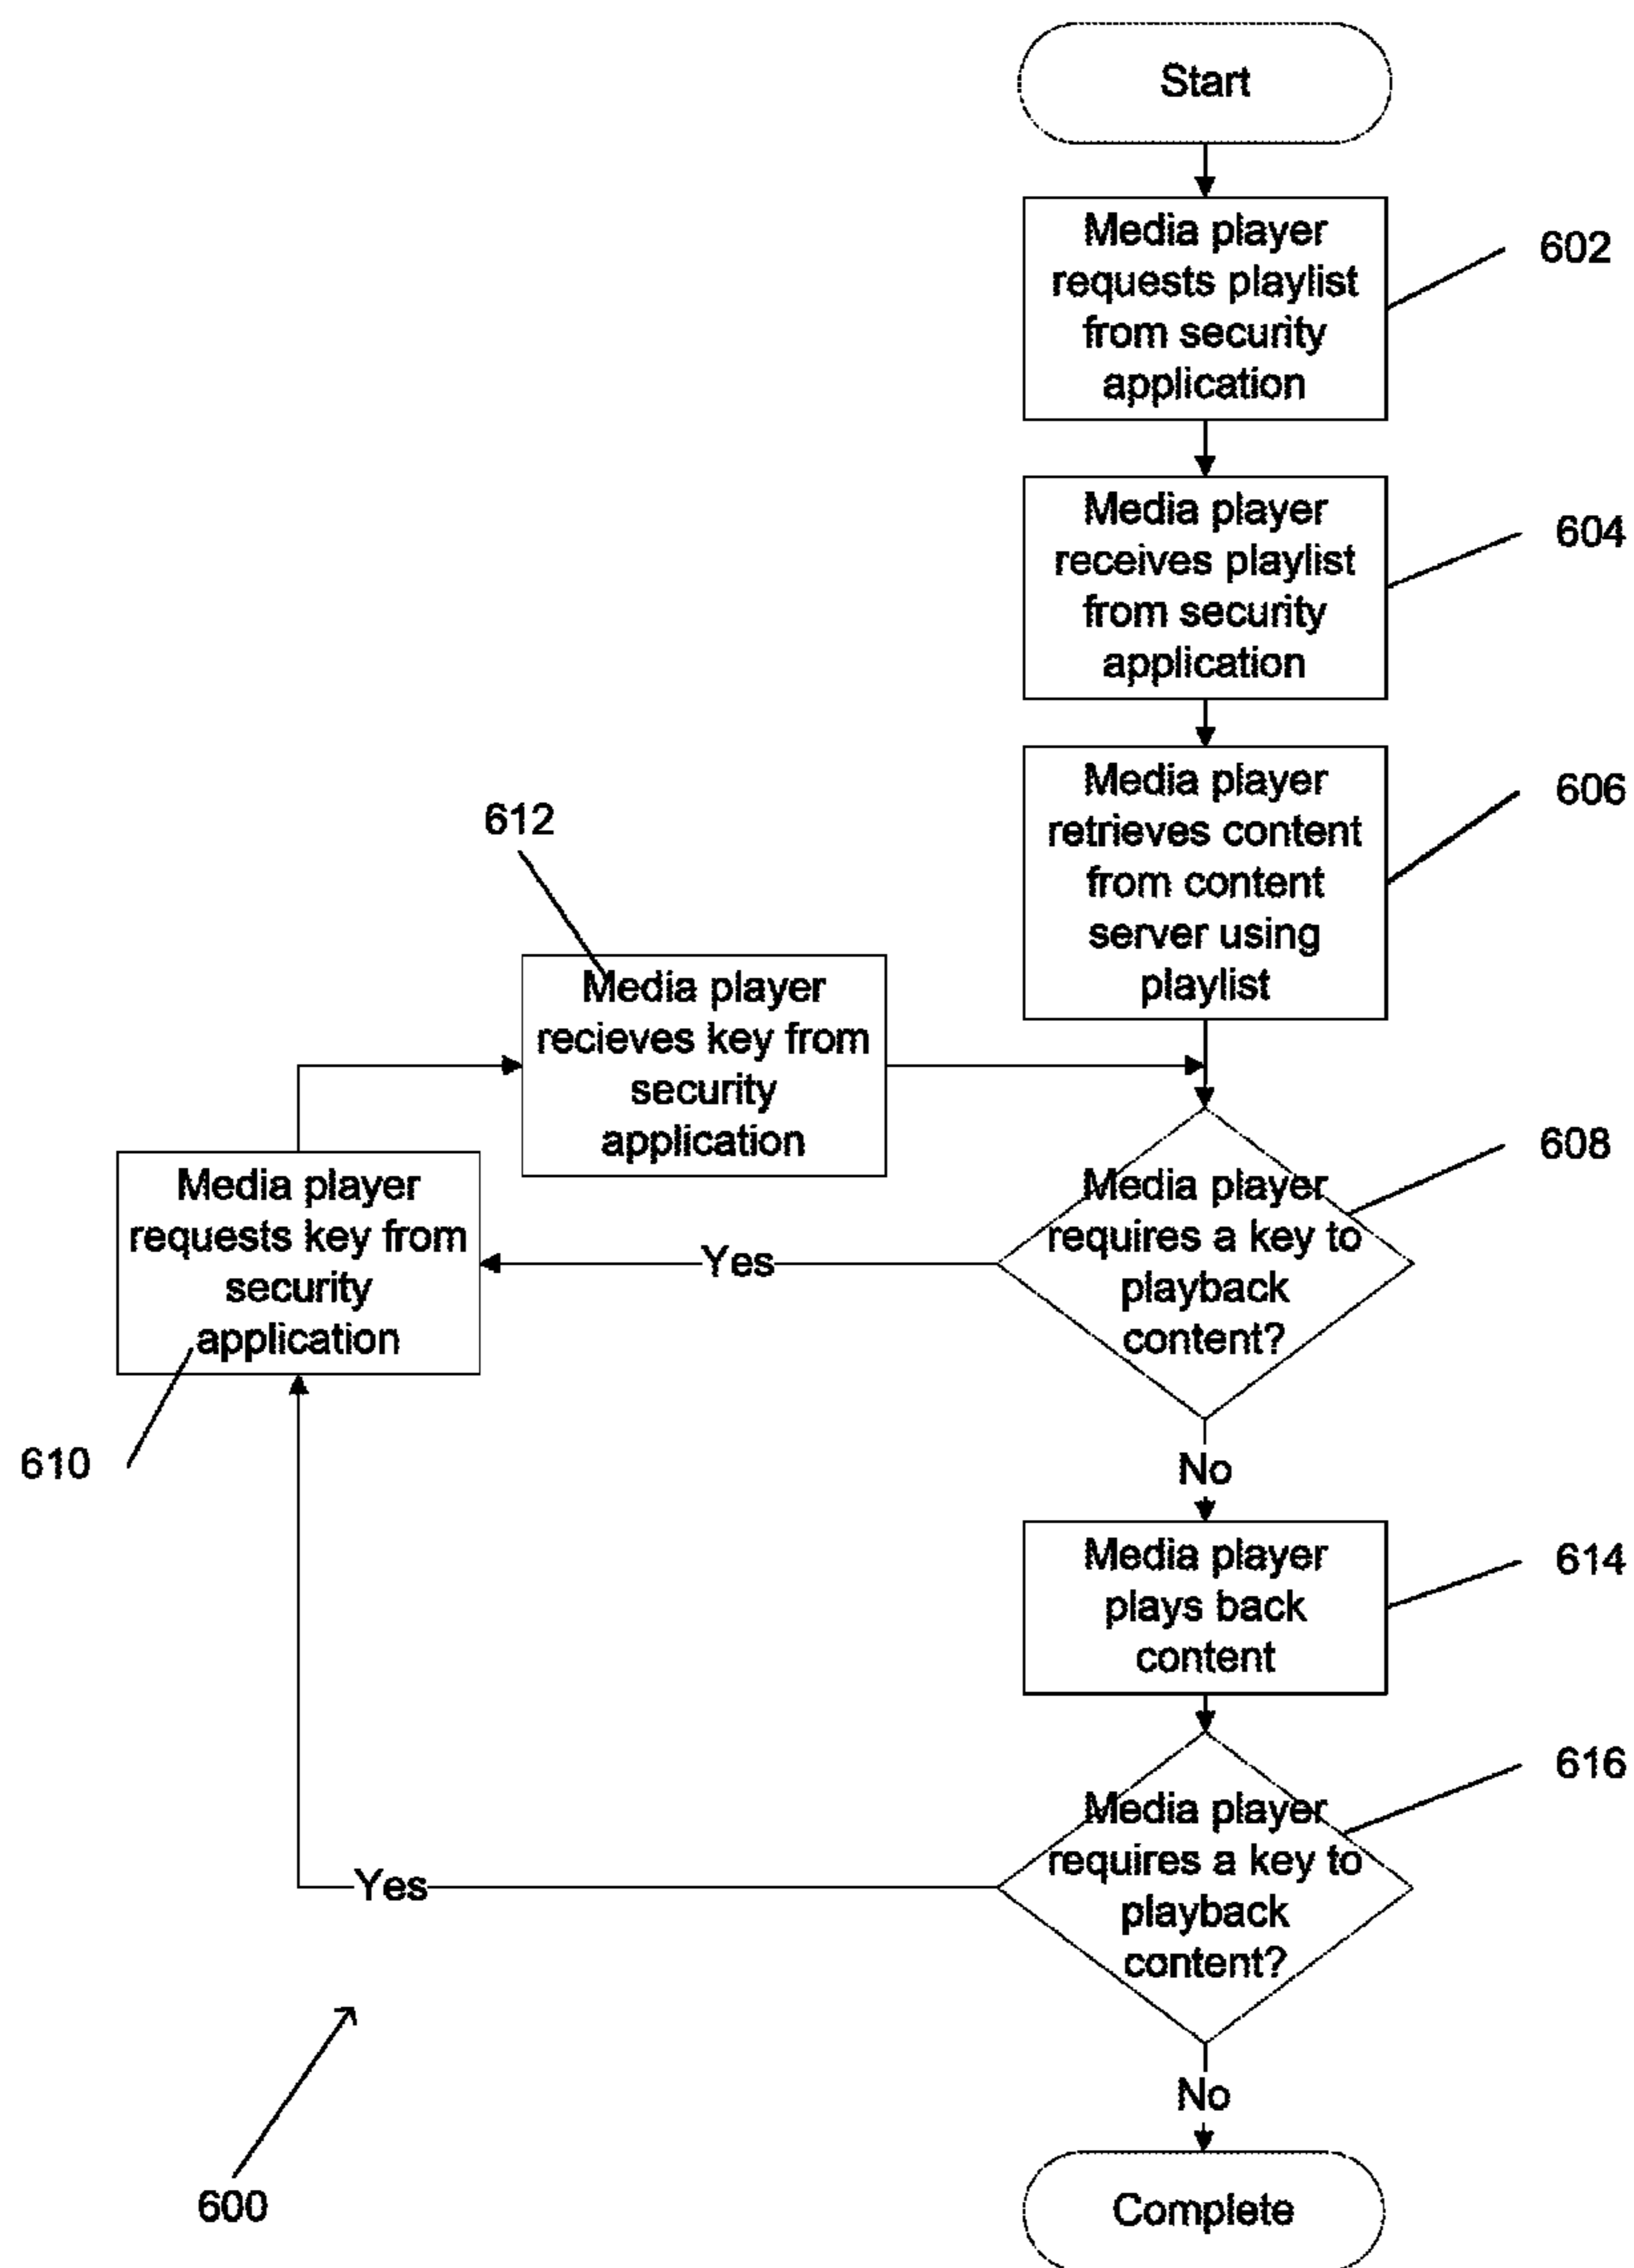 Start
Media player
requests playlist
from security
application
602
Media player
receives playlist
from security
application
604
Media player
retrieves content
from content
server using
playlist
606
612
Media player
recieves key from
security
application
Media player
requires a key to
playback
content?
608
Yes
Media player
requests key from
security
application
610
No
Media player
plays back
content
614
Media player
requires a key to
playback
content?
616
Yes
No
600
Complete